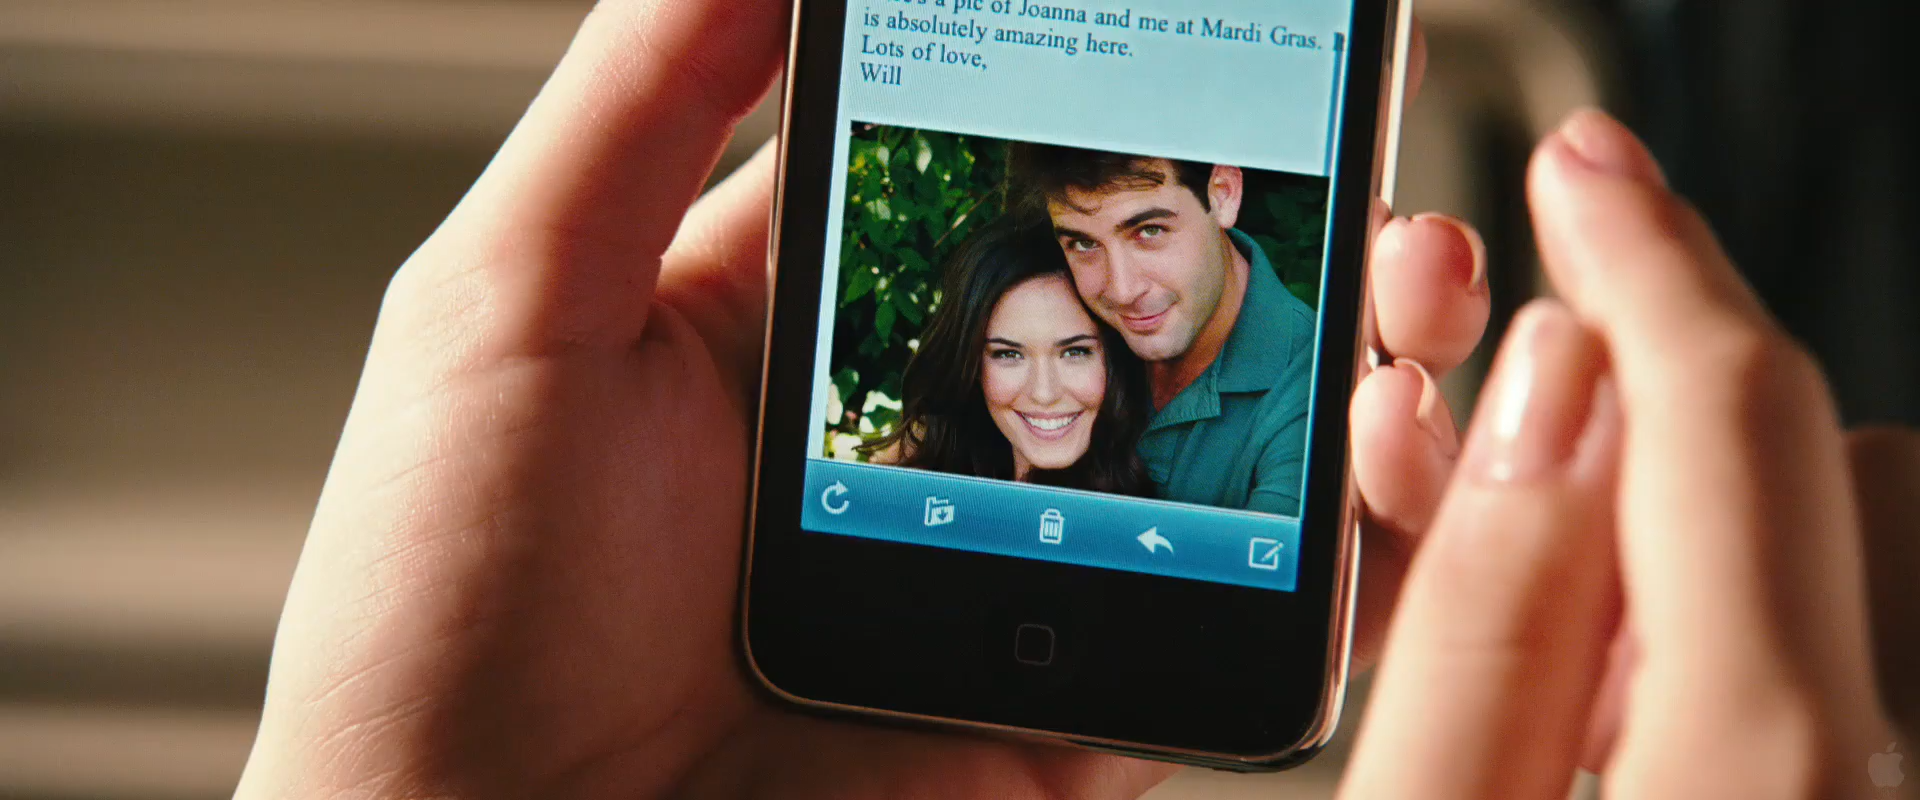 a pic of Joanna and me at Mardi Gras.
is absolutely amazing here.
Lots of love,
Will